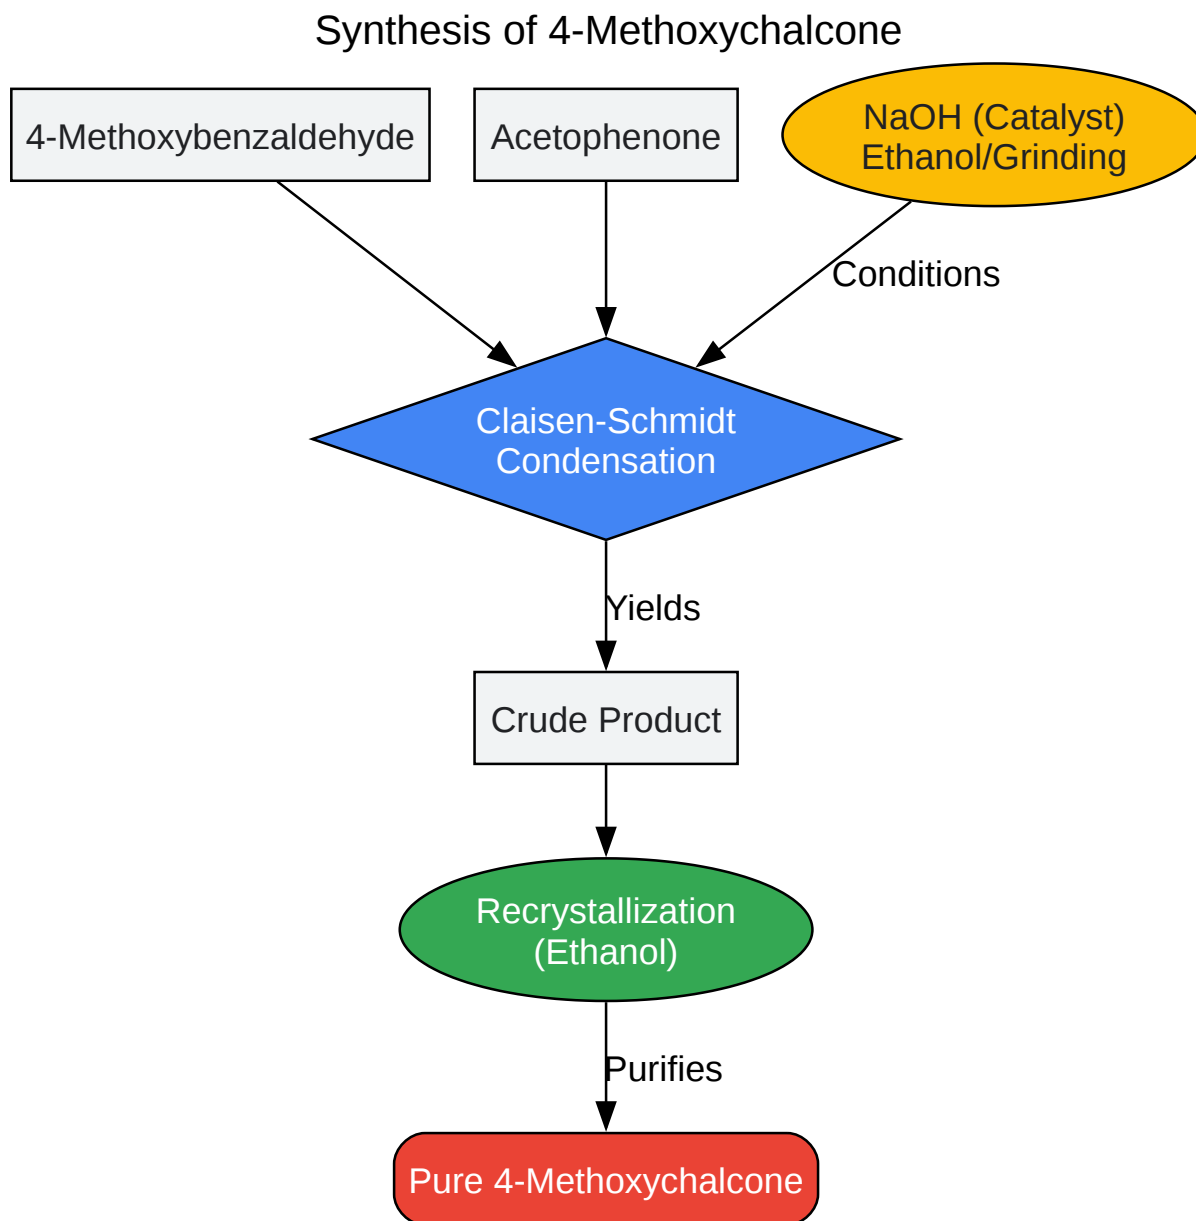 Synthesis of 4-Methoxychalcone
4-Methoxybenzaldehyde
Acetophenone
NaOH (Catalyst)
Ethanol/Grinding
Conditions
Claisen-Schmidt
Condensation
Yields
Crude Product
Recrystallization
(Ethanol)
Purifies
Pure 4-Methoxychalcone